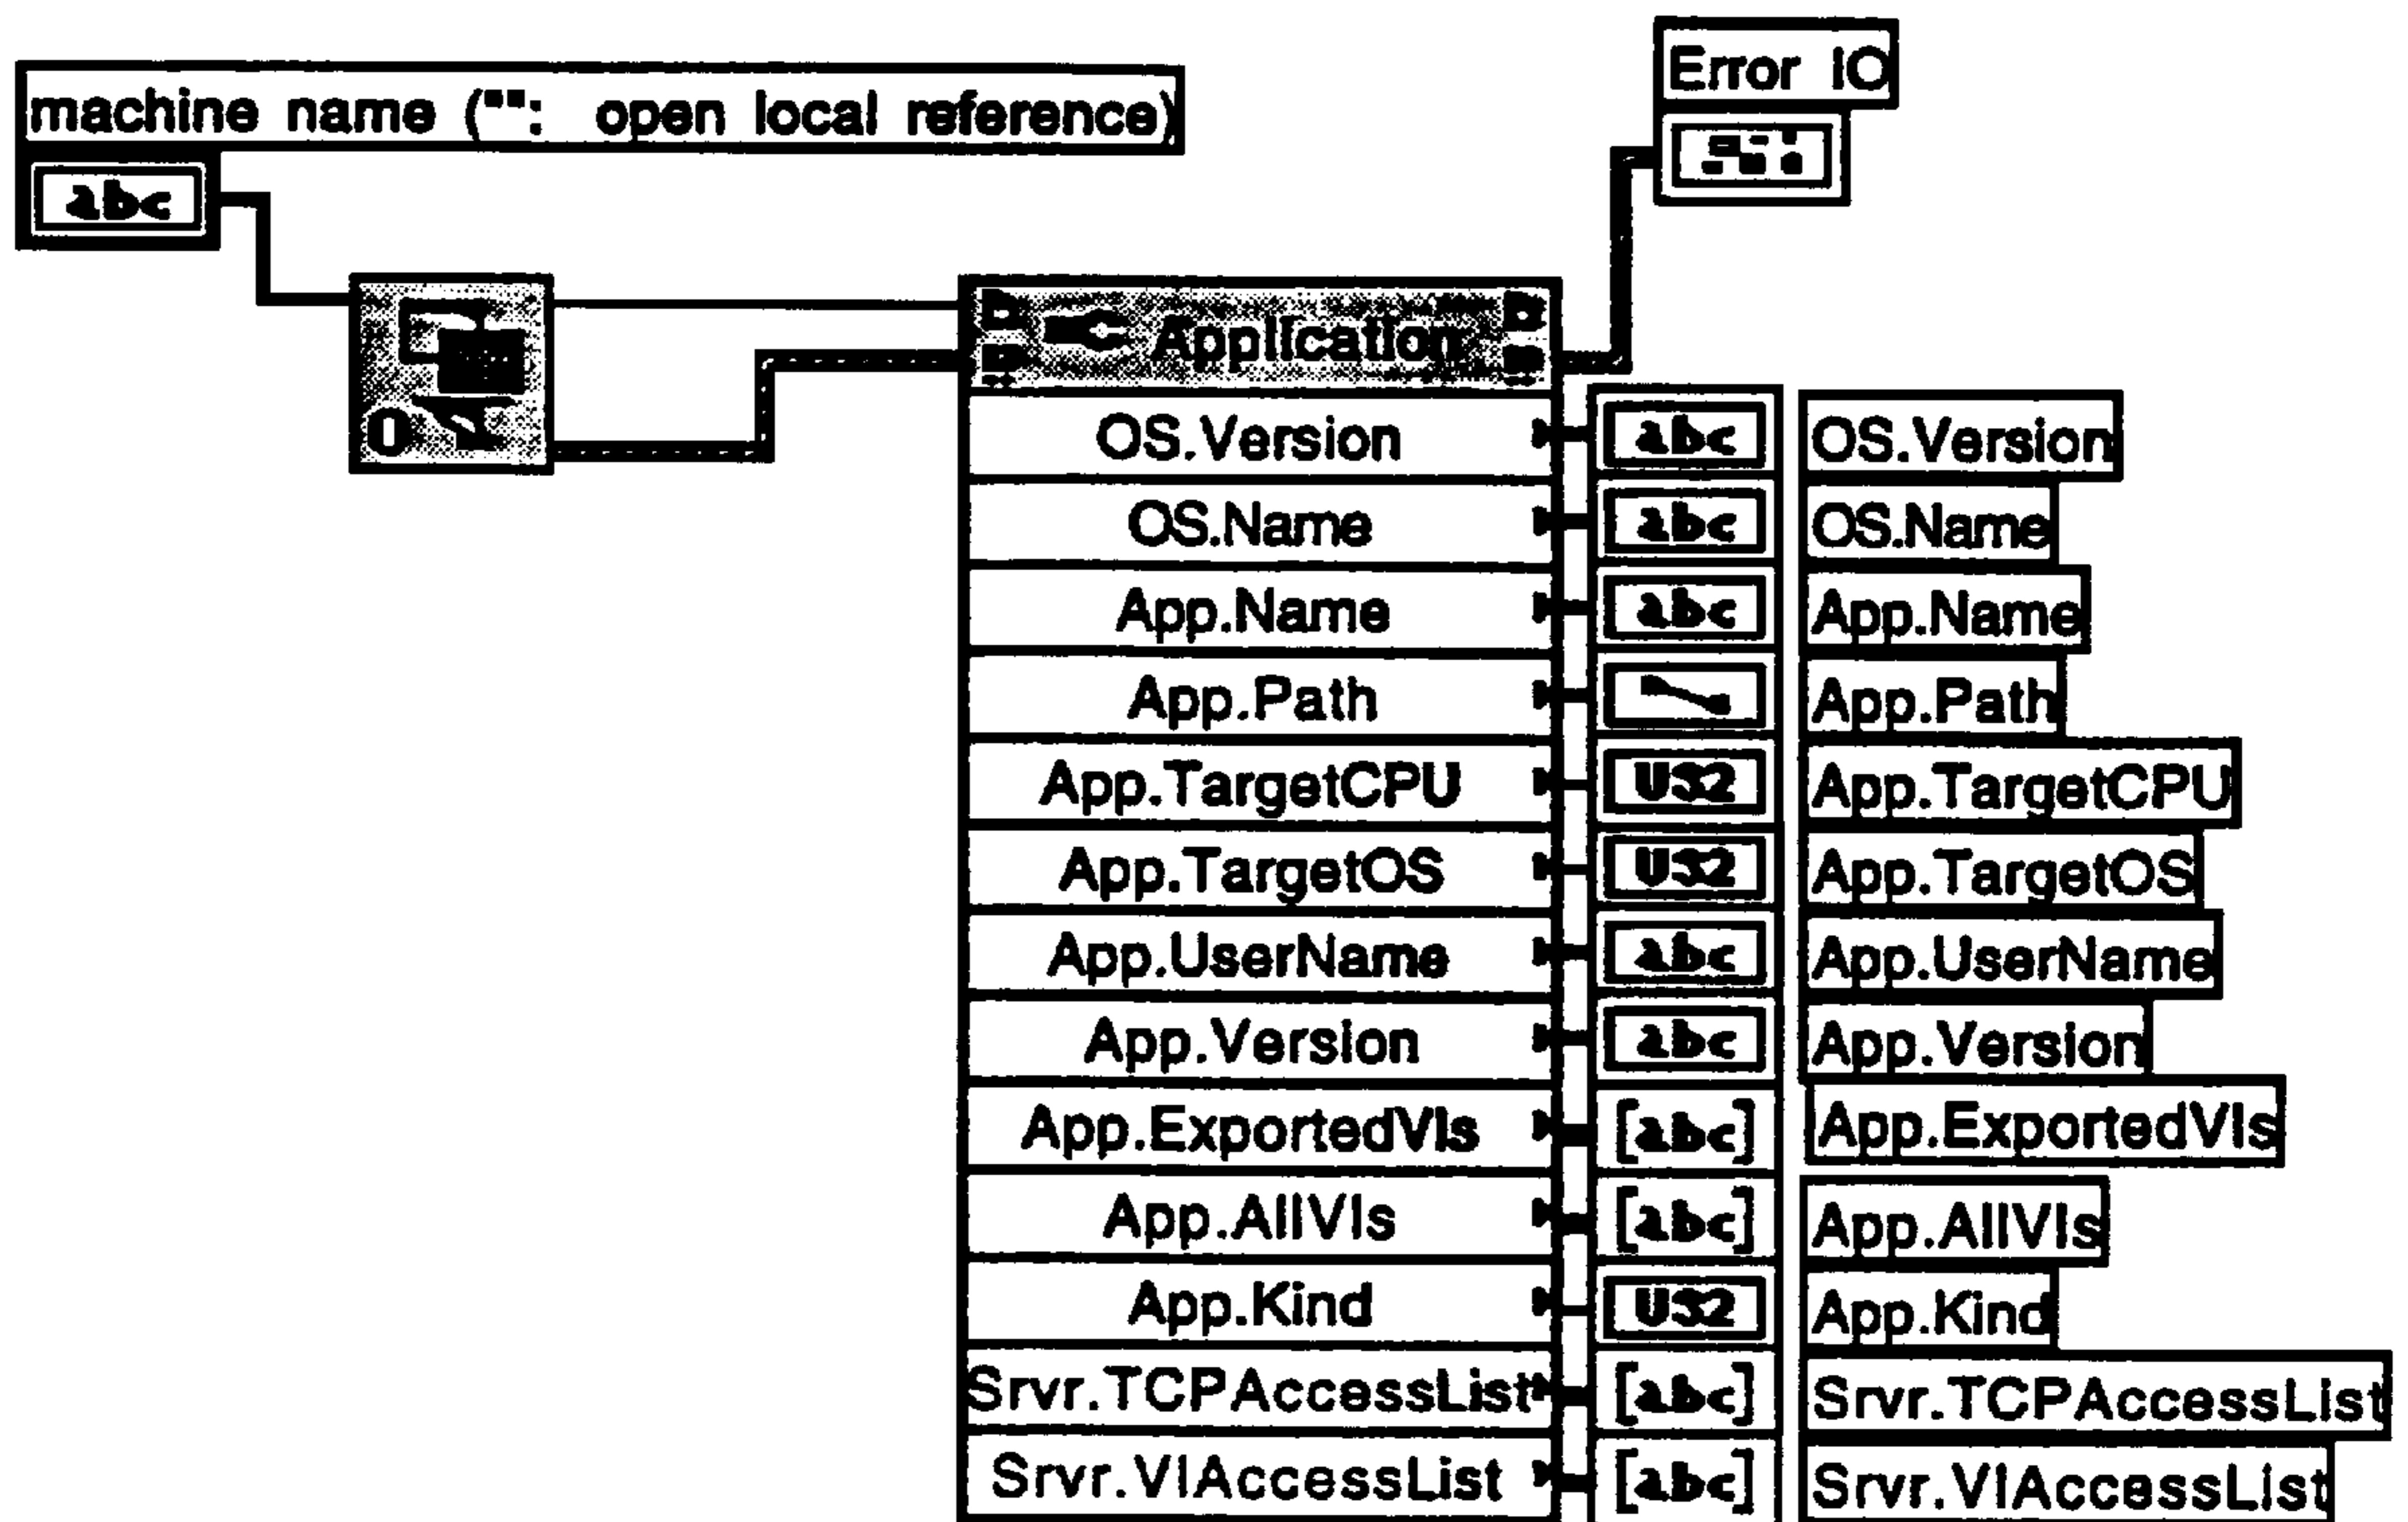 Error IO
machine name ("": open local reference)
abc
Application
OS.Version abc OS.Version
OS.Name abc OS.Name
App.Name abc App.Name
App.Path App.Path
App.TargetCPU U32 App.TargetCPU
App.TargetOS U32 App.TargetOS
App.UserName abc App.UserName
App.Version abc App.Version
App.ExportedVIs [abc] App.ExportedVIs
App.AllVIs [abc] App.AllVIs
App.Kind U32 App.Kind
Srvr.TCPAccessList [abc] Srvr.TCPAccessList
Srvr.VIAccessList [abc] Srvr.VIAccessList